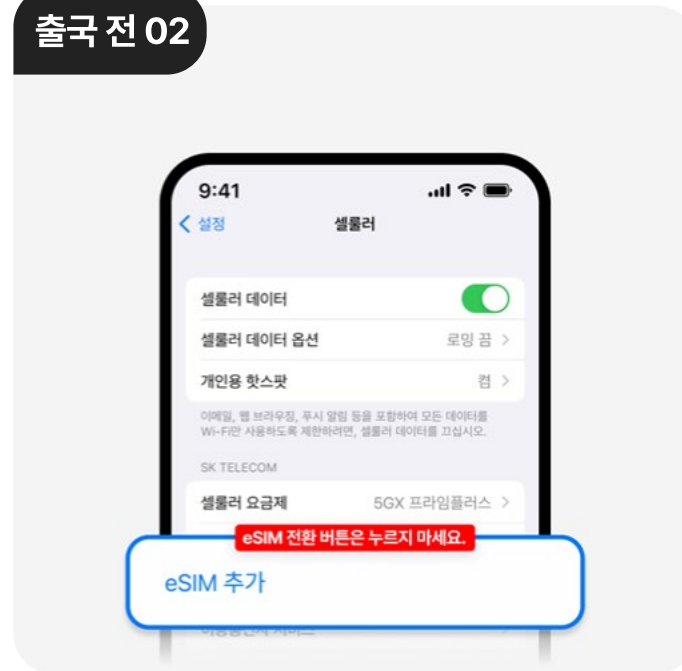 출국 전 02
9:41
설정
셀룰러
셀룰러 데이터
셀룰러 데이터 옵션 로밍 끔
개인용 핫스팟 켬
이메일, 웹 브라우징, 푸시 알림 등을 포함하여 모든 데이터를
Wi-Fi만 사용하도록 제한하려면, 셀룰러 데이터를 끄십시오.
SK TELECOM
셀룰러 요금제 5GX 프라임플러스
eSIM 전환 버튼은 누르지 마세요.
eSIM 추가